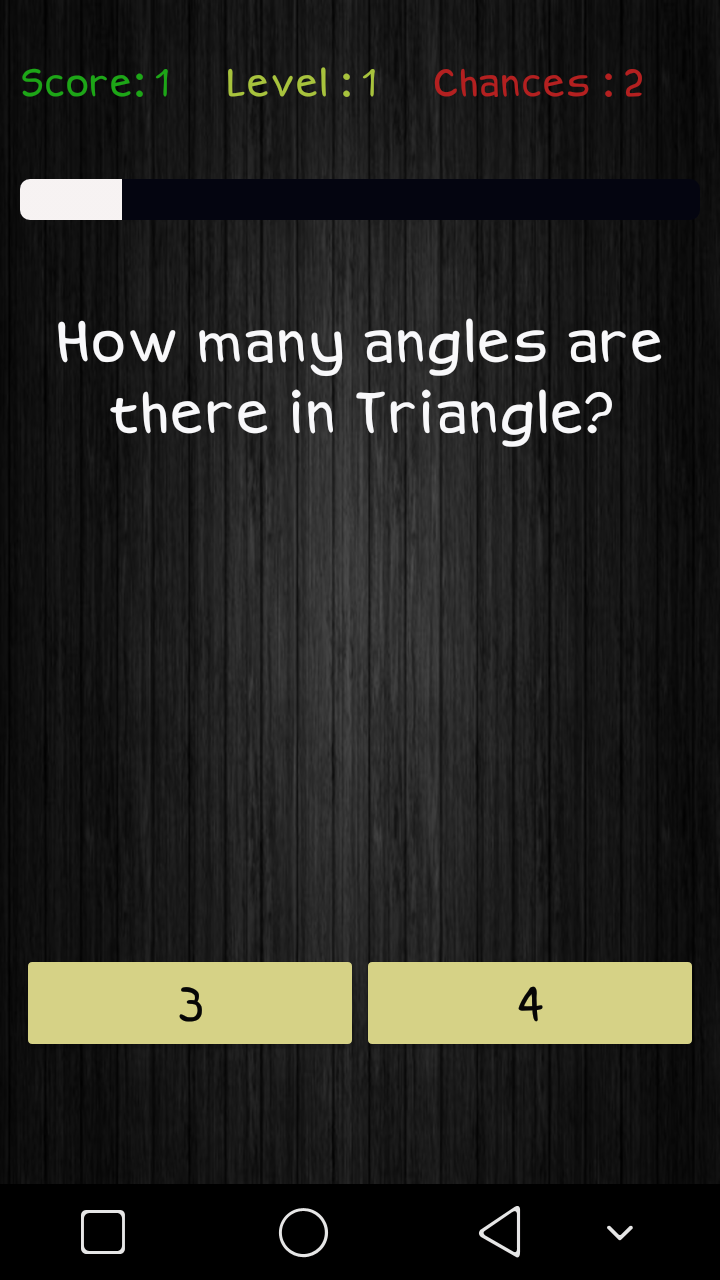 Score: 1 Level : 1 Chances : 2
How many angles are
there in Triangle?
3 4